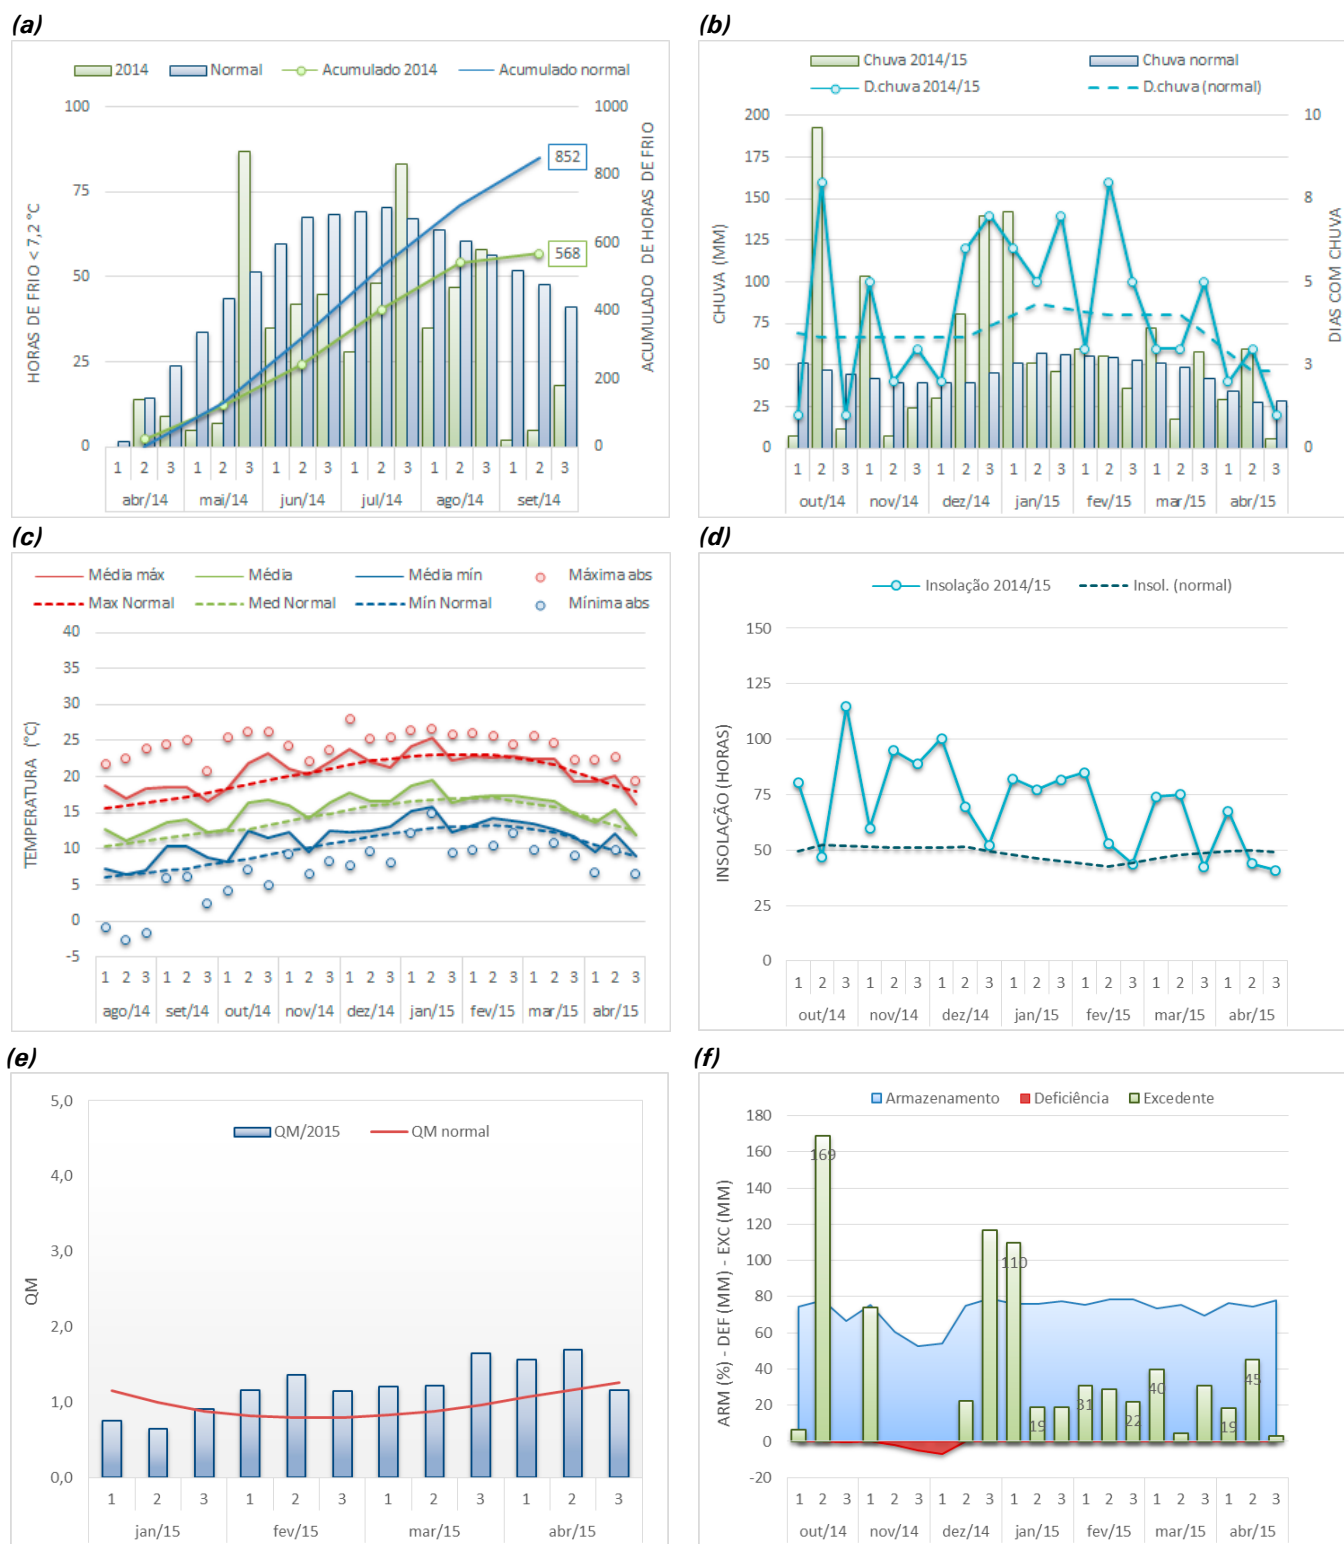 (a)
2014 Normal Acumulado 2014 Acumulado normal
HORAS DE FRIO < 7,2 °C
ACUMULADO DE HORAS DE FRIO
100 1000
75 800
50 600
25 400
0 200
0
852
568
1 2 3 1 2 3 1 2 3 1 2 3 1 2 3 1 2 3
abr/14 mai/14 jun/14 jul/14 ago/14 set/14
(b)
Chuva 2014/15 Chuva normal
D.chuva 2014/15 D.chuva (normal)
CHUVA (MM)
DIAS COM CHUVA
200 10
175
150 8
125
100 5
75
50 3
25
0 0
1 2 3 1 2 3 1 2 3 1 2 3 1 2 3 1 2 3 1 2 3
out/14 nov/14 dez/14 jan/15 fev/15 mar/15 abr/15
(c)
Média máx Média Média mín Máxima abs
Max Normal Med Normal Mín Normal Mínima abs
TEMPERATURA (°C)
40
35
30
25
20
15
10
5
0
-5
1 2 3 1 2 3 1 2 3 1 2 3 1 2 3 1 2 3 1 2 3 1 2 3 1 2 3
ago/14 set/14 out/14 nov/14 dez/14 jan/15 fev/15 mar/15 abr/15
(d)
Insolação 2014/15 Insol. (normal)
INSOLAÇÃO (HORAS)
150
125
100
75
50
25
0
1 2 3 1 2 3 1 2 3 1 2 3 1 2 3 1 2 3 1 2 3
out/14 nov/14 dez/14 jan/15 fev/15 mar/15 abr/15
(e)
QM/2015 QM normal
QM
5,0
4,0
3,0
2,0
1,0
0,0
1 2 3 1 2 3 1 2 3 1 2 3
jan/15 fev/15 mar/15 abr/15
(f)
Armazenamento Deficiência Excedente
ARM (%) - DEF (MM) - EXC (MM)
180
160
140
120
100
80
60
40
20
0
-20
169
110
19
31
22
40
19
45
1 2 3 1 2 3 1 2 3 1 2 3 1 2 3 1 2 3 1 2 3
out/14 nov/14 dez/14 jan/15 fev/15 mar/15 abr/15